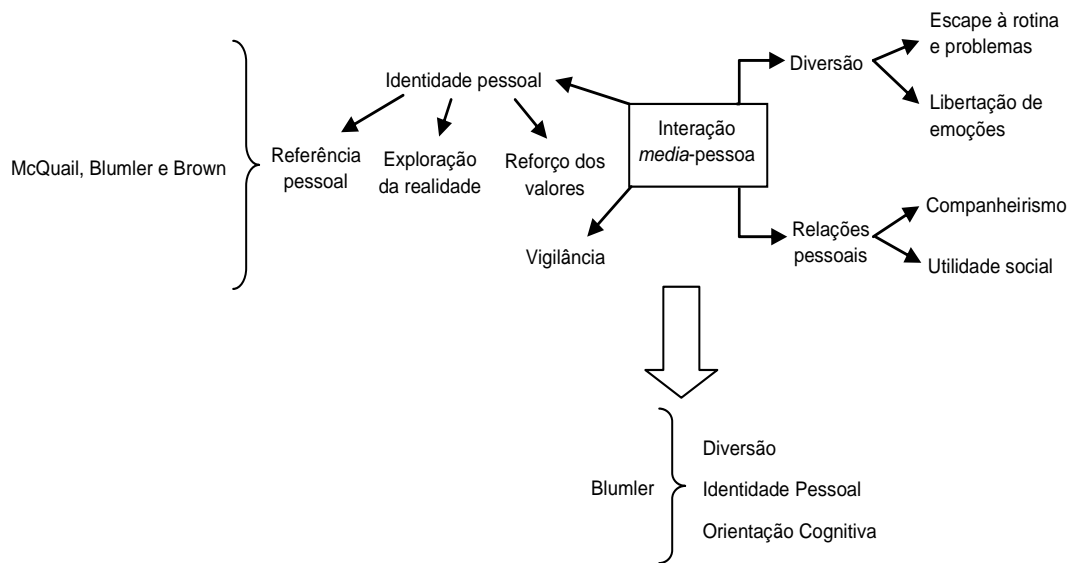 McQuail, Blumler e Brown
Identidade pessoal
Referência
pessoal
Exploração
da realidade
Reforço dos
valores
Vigilância
Interação
media-pessoa
Diversão
Escape à rotina
e problemas
Libertação de
emoções
Relações
pessoais
Companheirismo
Utilidade social
Blumler
Diversão
Identidade Pessoal
Orientação Cognitiva